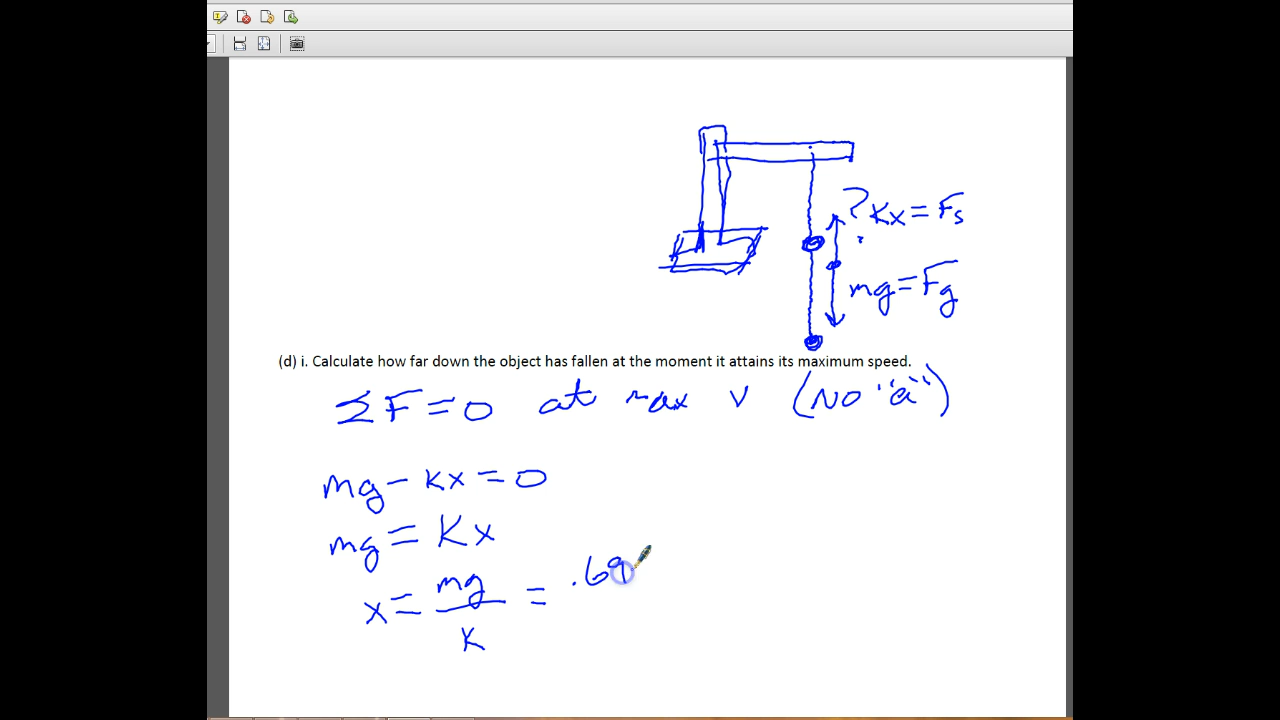 ? Kx = Fs
mg = Fg
(d) i. Calculate how far down the object has fallen at the moment it attains its maximum speed.
ΣF = 0 at max v (NO "a")
mg - kx = 0
mg = Kx
x = mg/K = .69